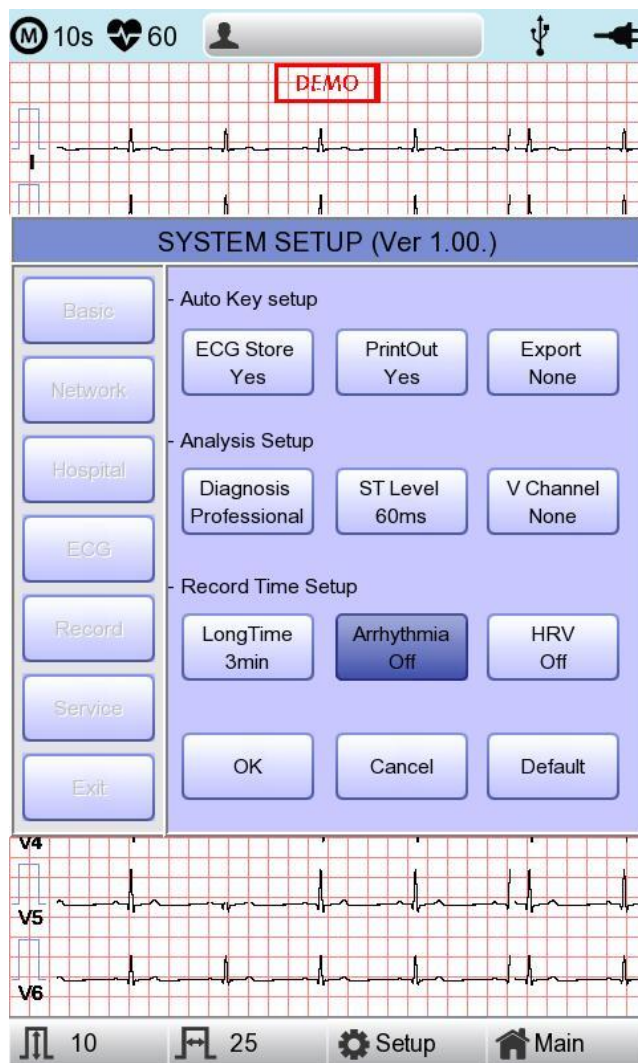 M 10s 60
DEMO
I
SYSTEM SETUP (Ver 1.00.)
Basic
Network
Hospital
ECG
Record
Service
Exit
- Auto Key setup
ECG Store
Yes
PrintOut
Yes
Export
None
- Analysis Setup
Diagnosis
Professional
ST Level
60ms
V Channel
None
- Record Time Setup
LongTime
3min
Arrhythmia
Off
HRV
Off
OK
Cancel
Default
V4
V5
V6
10
25
Setup
Main